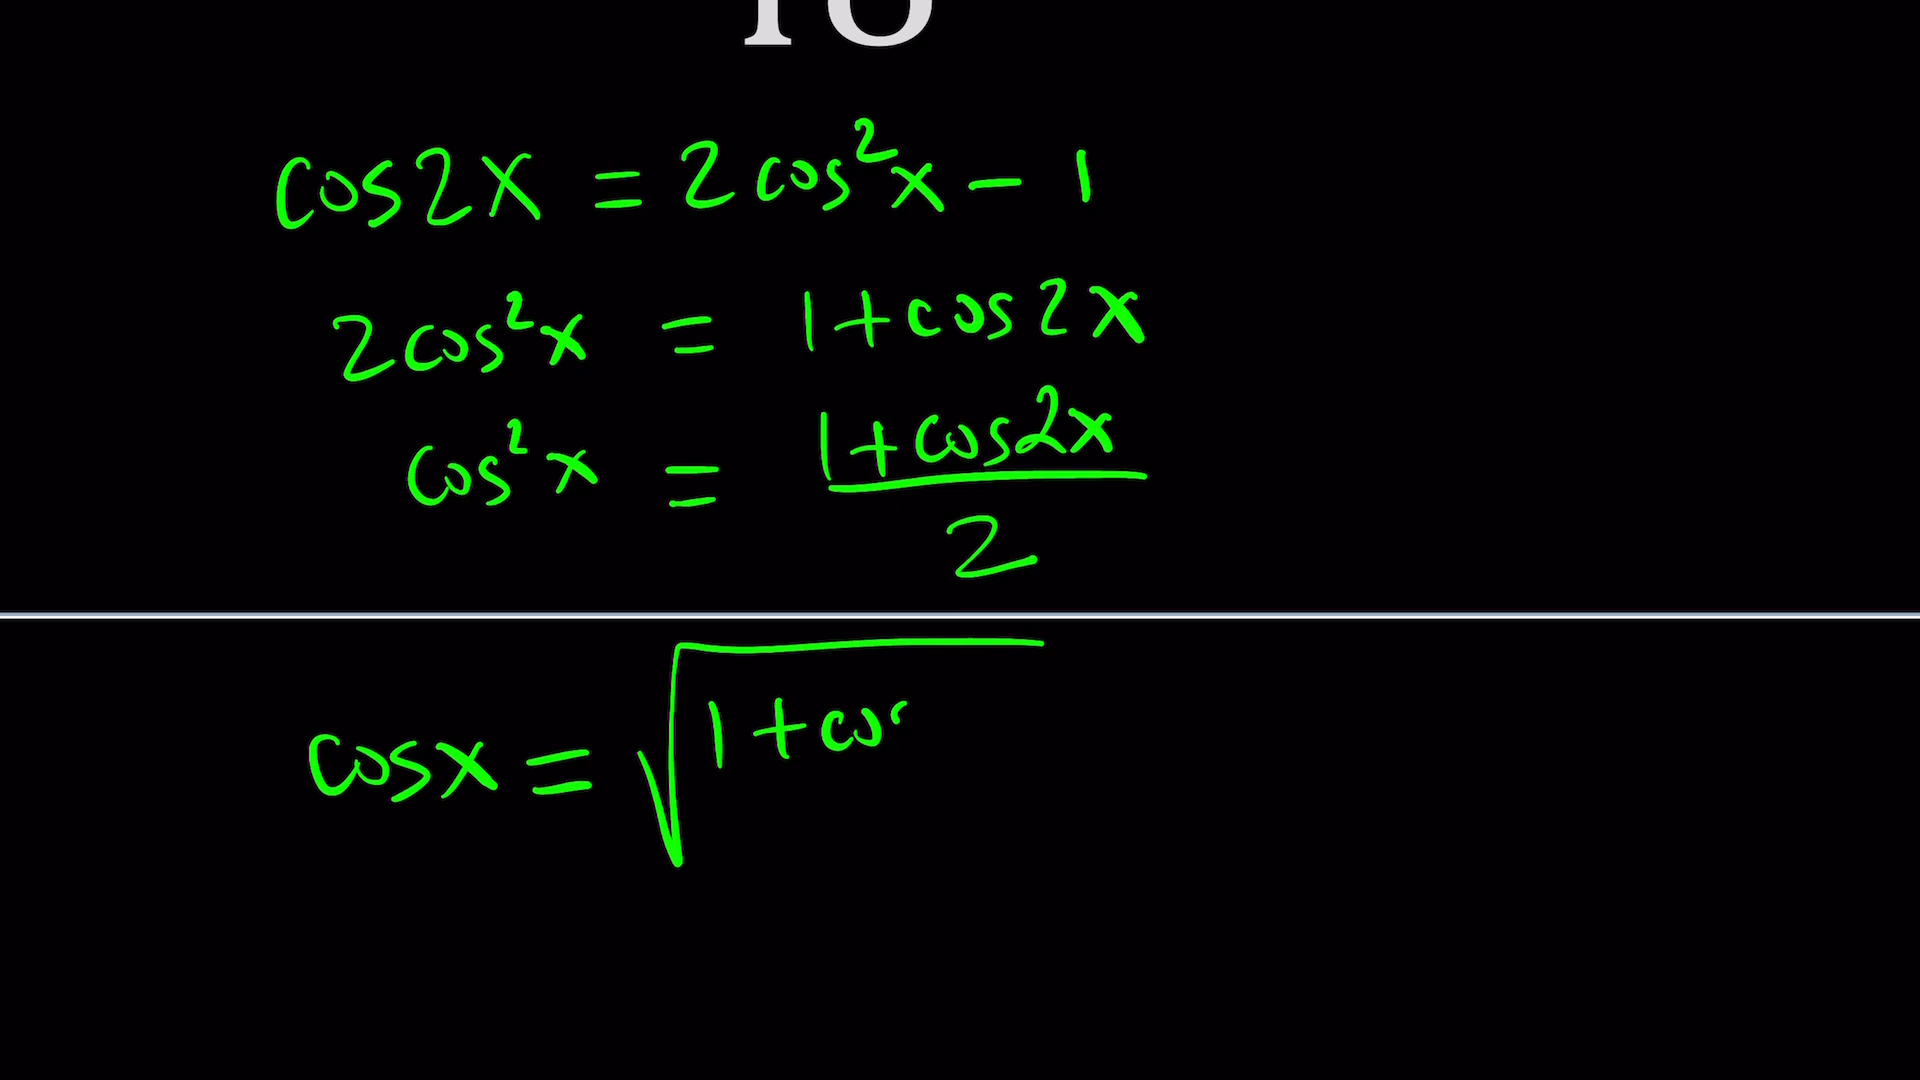 cos2x = 2cos²x - 1
2cos²x = 1+cos2x
cos²x = (1+cos2x)/2
cosx = √(1+co